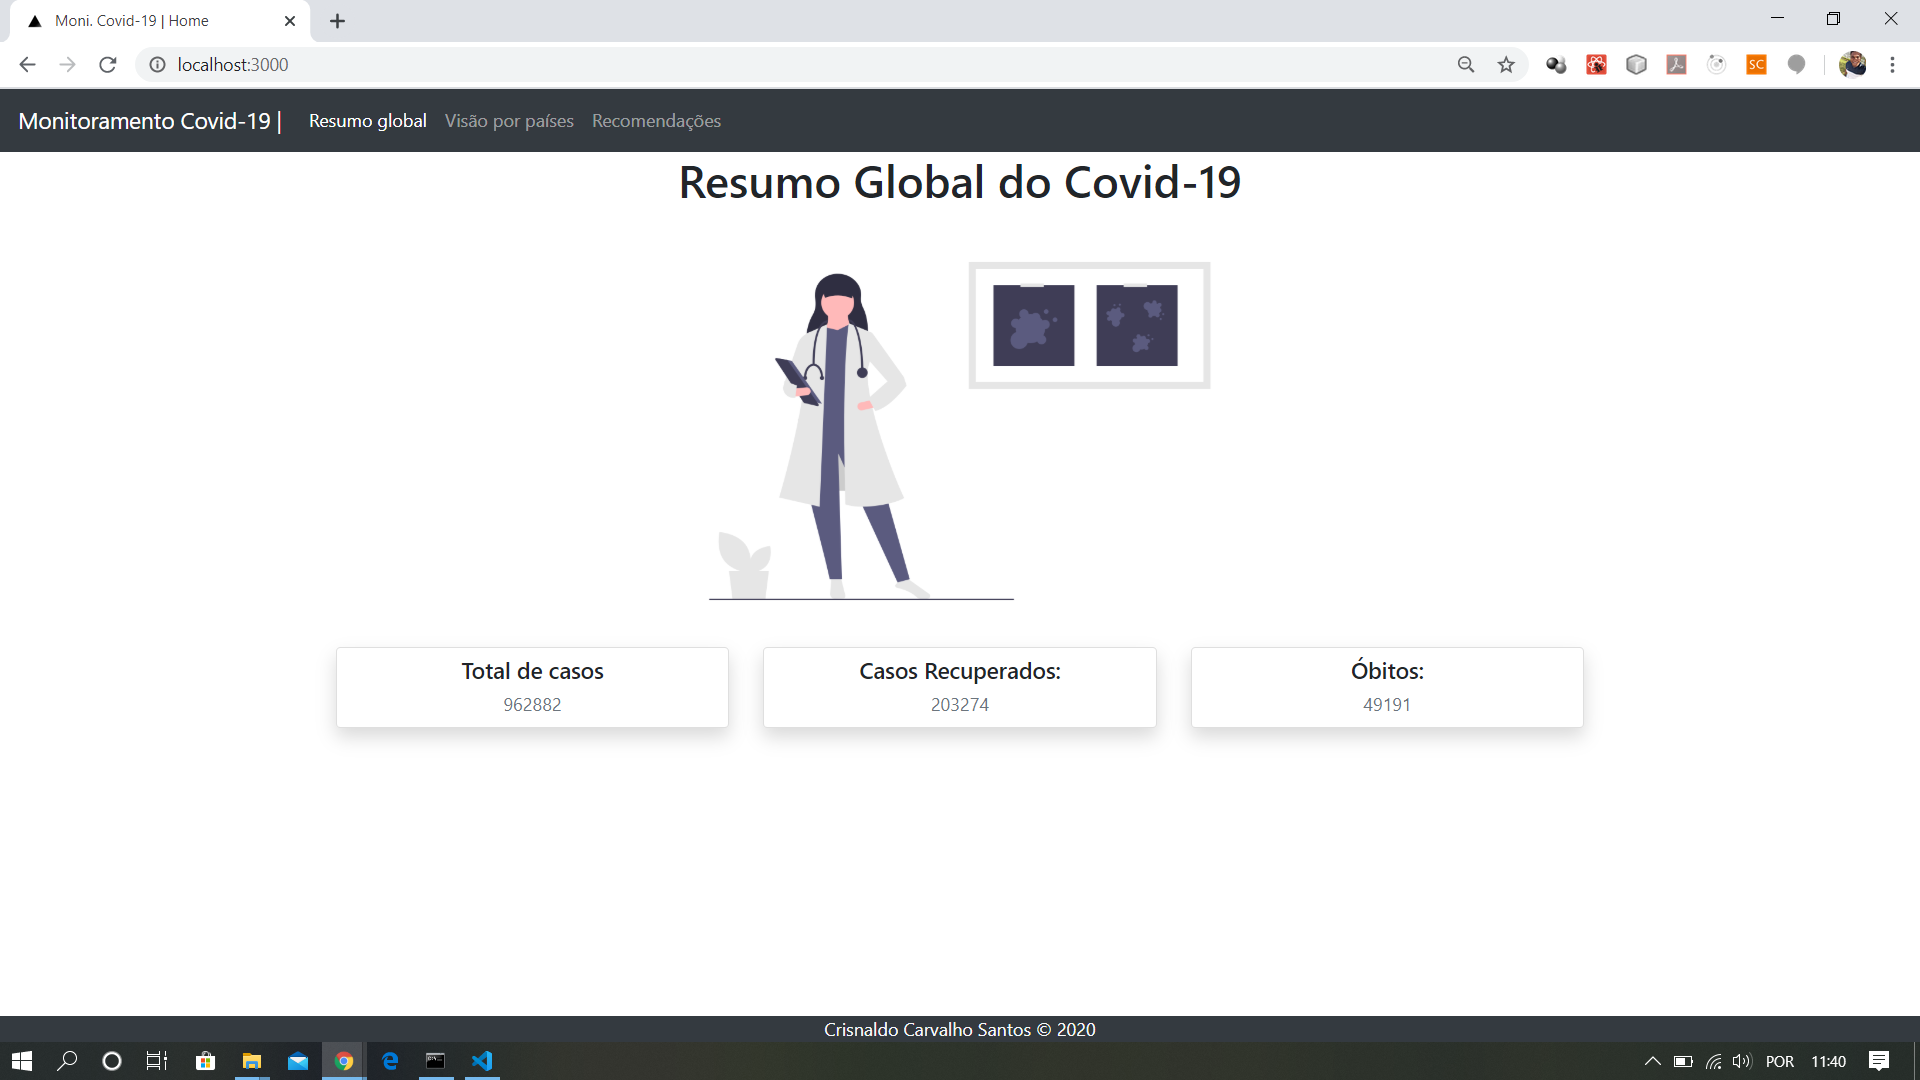 Moni. Covid-19 | Home
localhost:3000
SC
Monitoramento Covid-19 | Resumo global Visão por países Recomendações
Resumo Global do Covid-19
Total de casos
962882
Casos Recuperados:
203274
Óbitos:
49191
Crisnaldo Carvalho Santos © 2020
POR 11:40